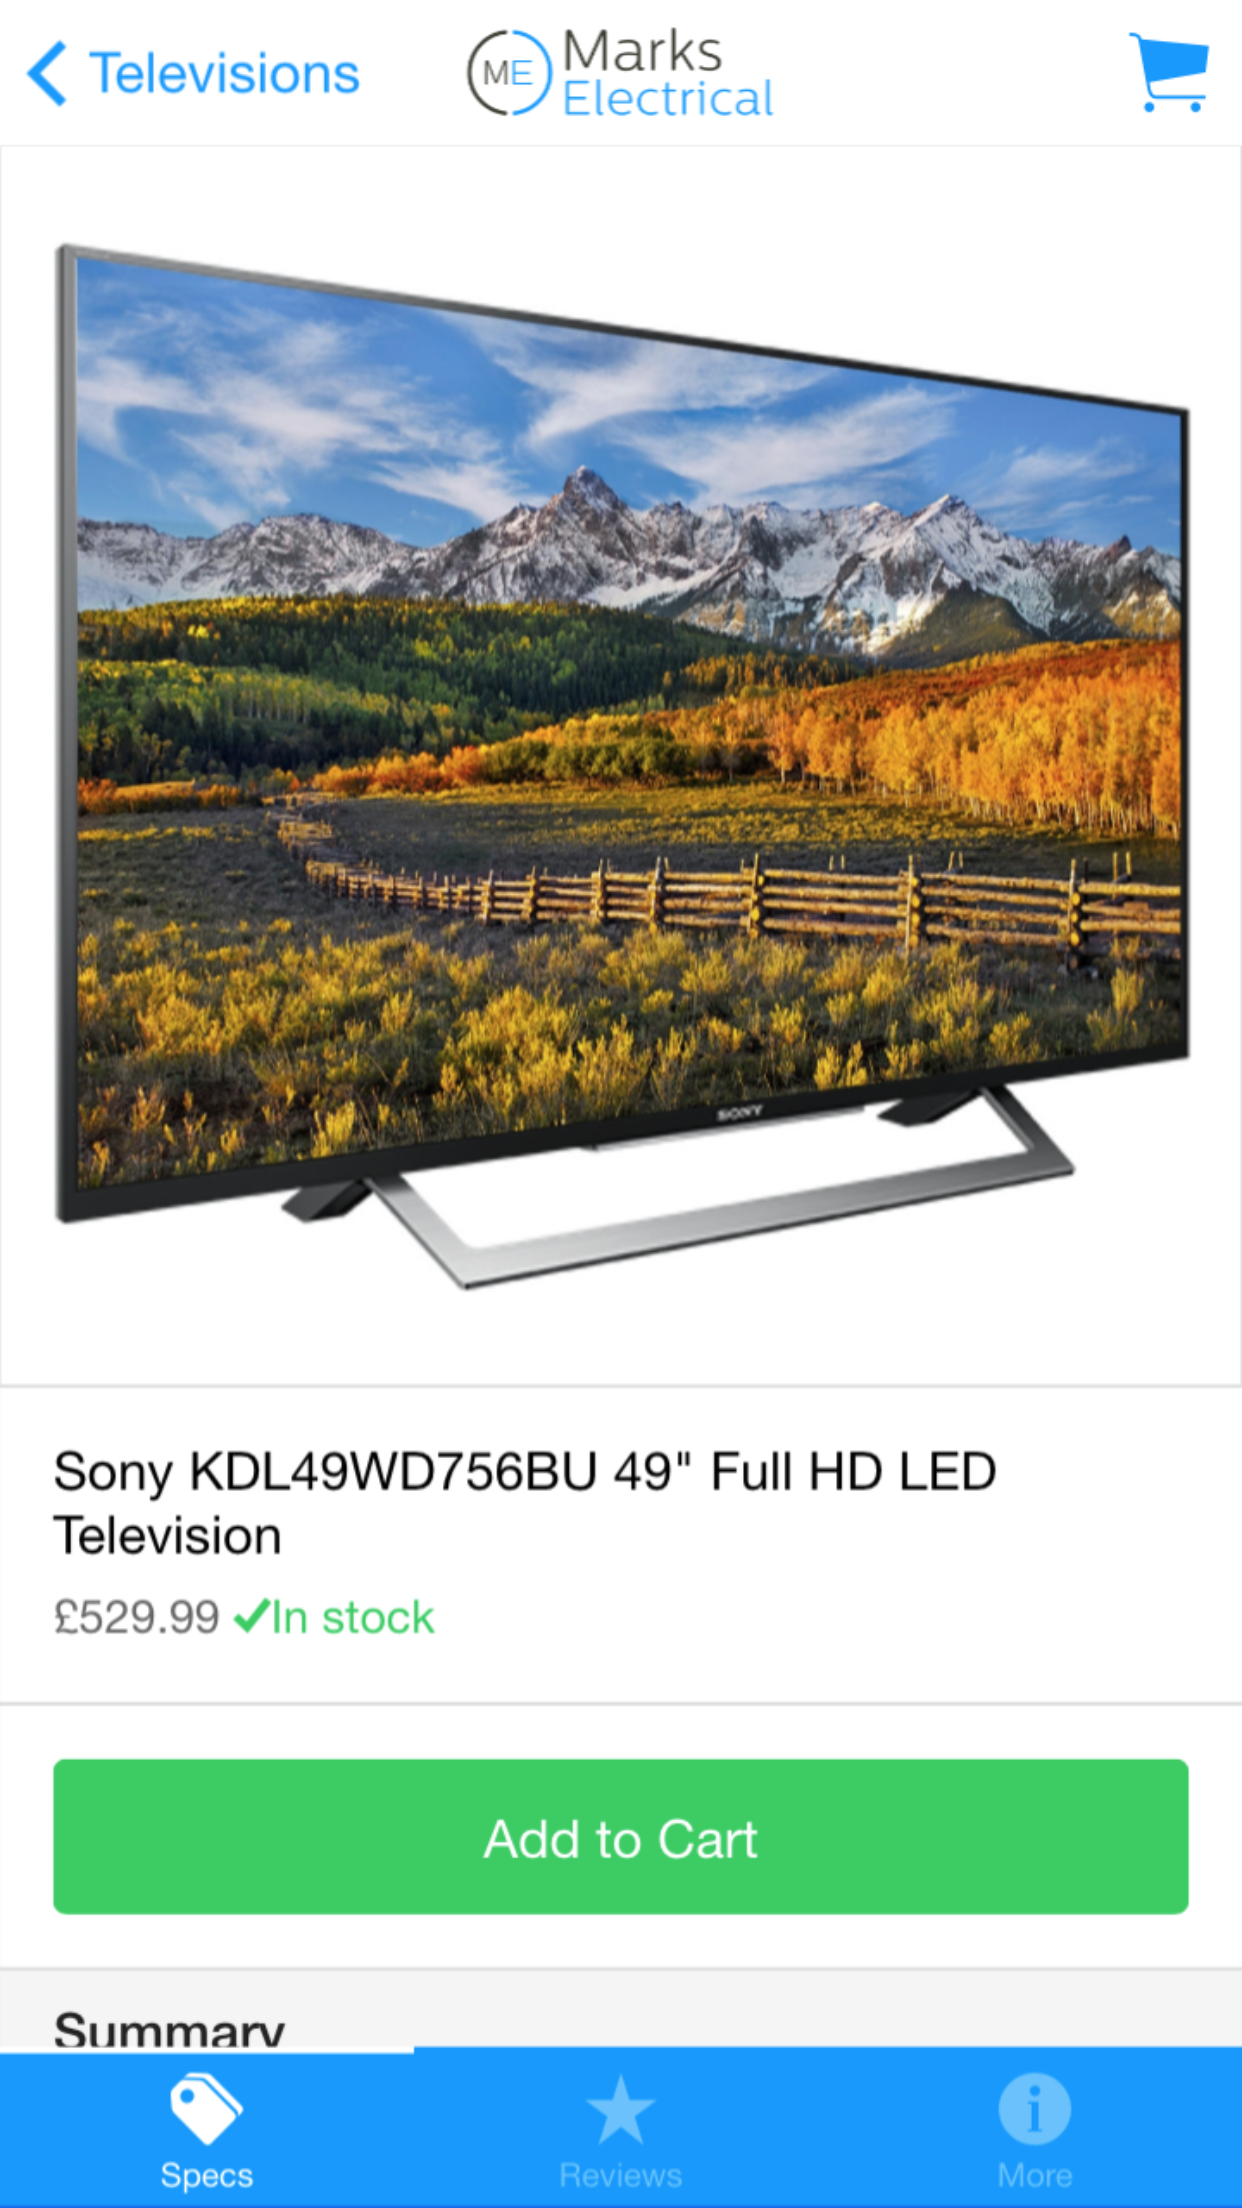 Televisions
ME Marks
Electrical
SONY
Sony KDL49WD756BU 49" Full HD LED
Television
£529.99 In stock
Add to Cart
Summary
Specs
Reviews
More